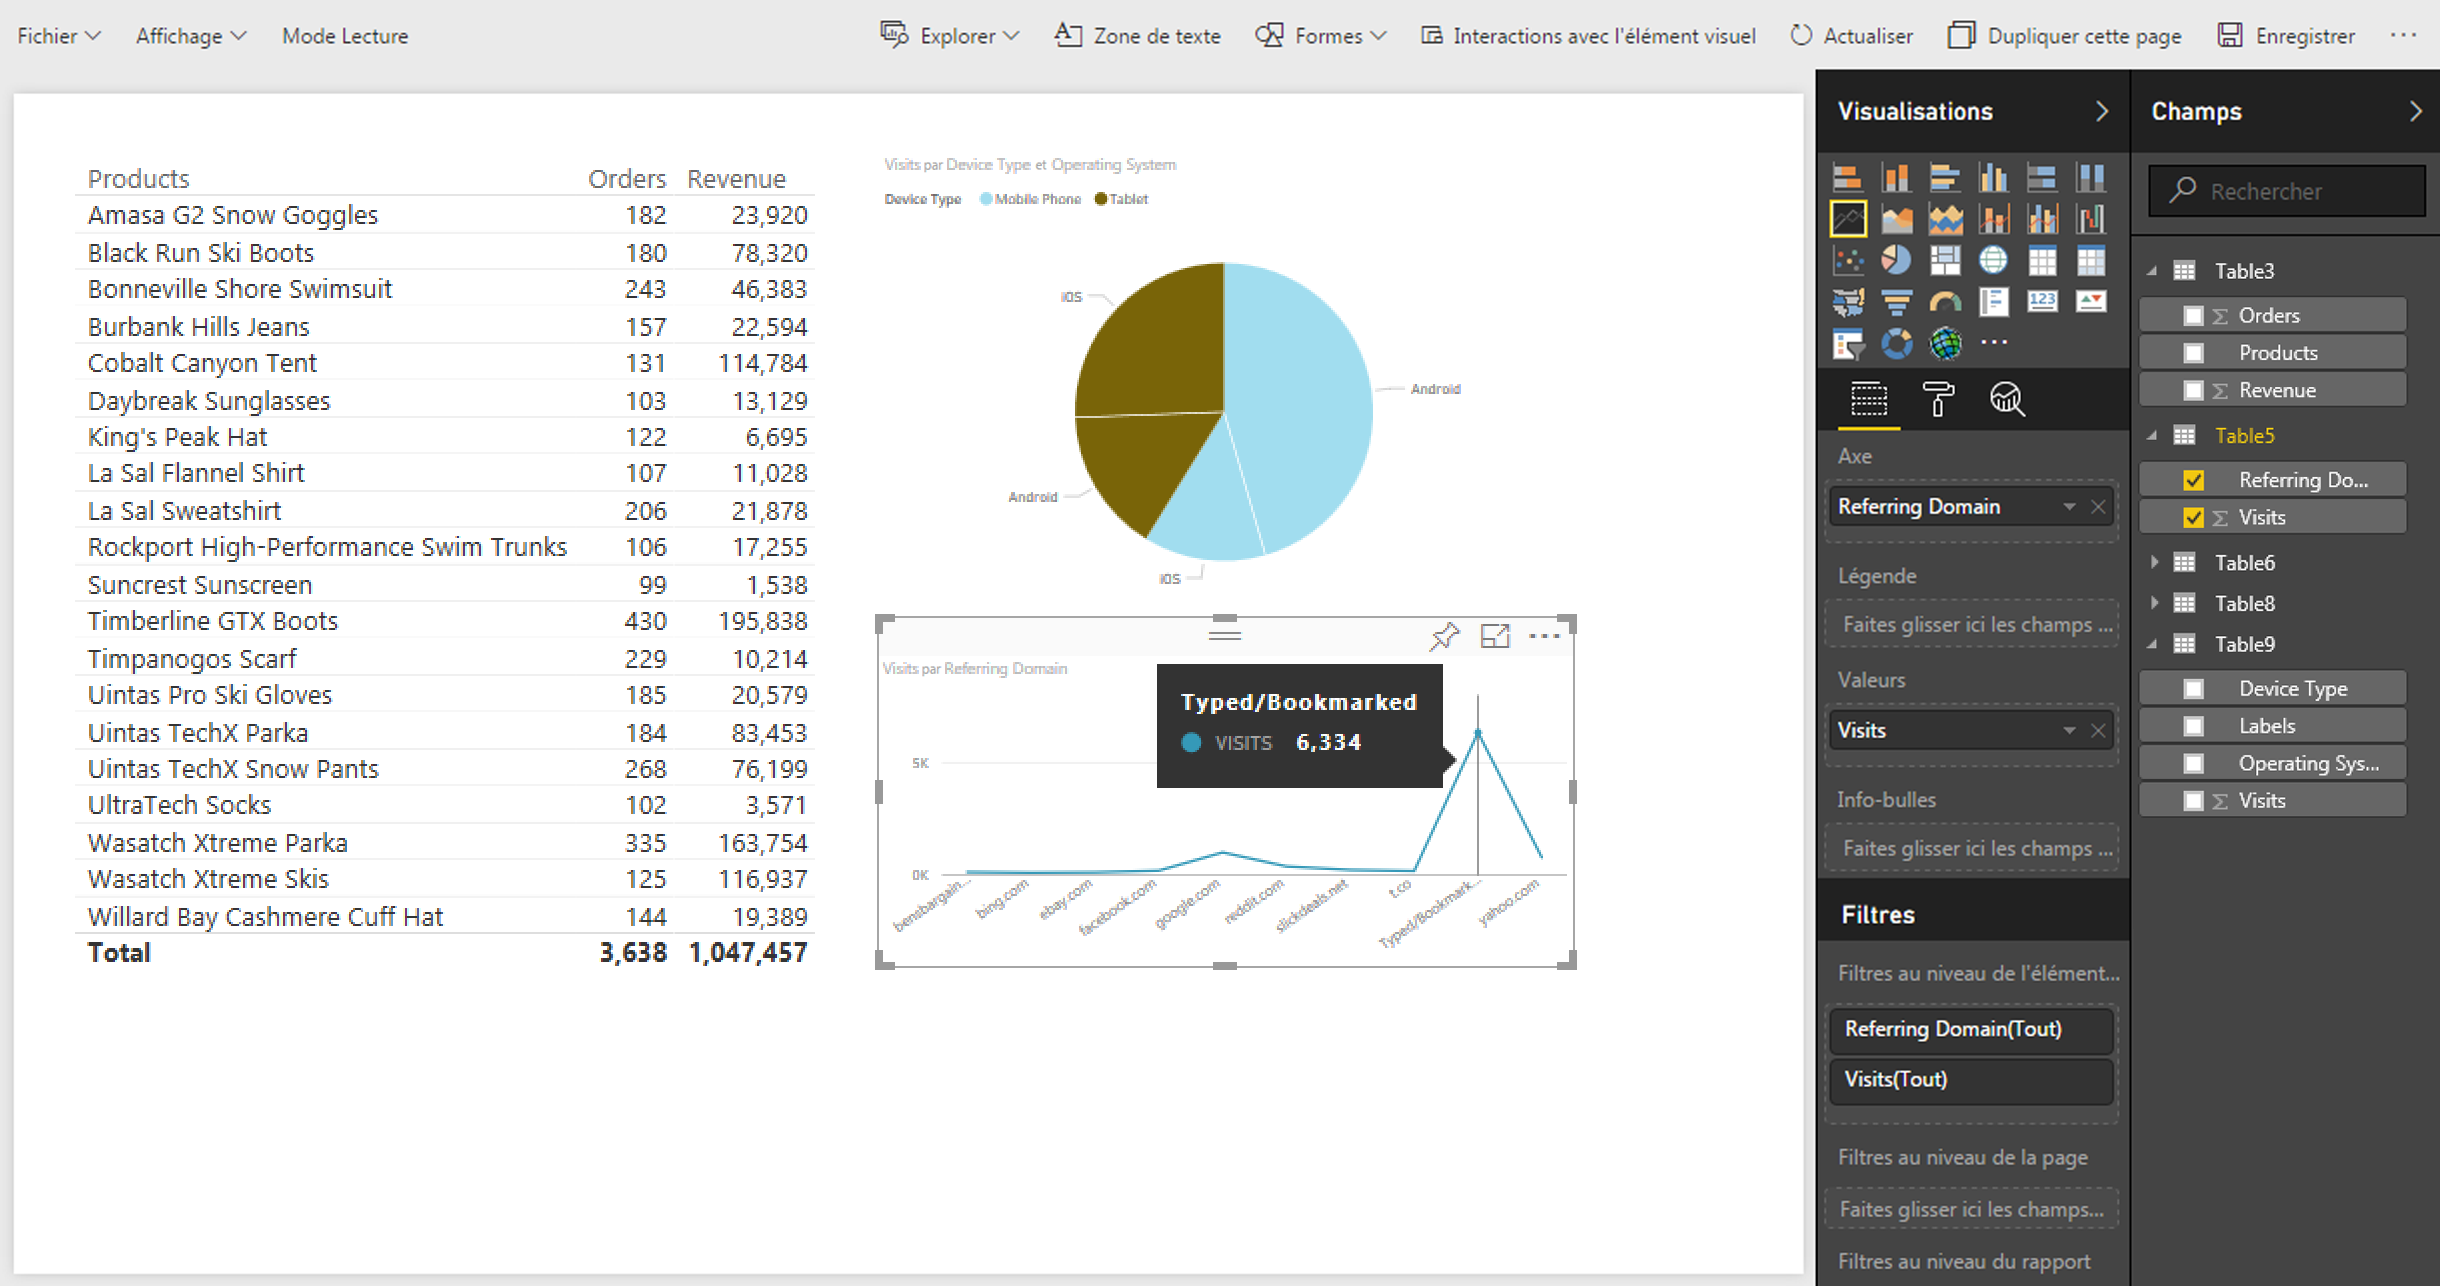 Fichier Affichage Mode Lecture Explorer Zone de texte Formes Interactions avec l'élément visuel Actualiser Dupliquer cette page Enregistrer ...
Products Orders Revenue
Amasa G2 Snow Goggles 182 23,920
Black Run Ski Boots 180 78,320
Bonneville Shore Swimsuit 243 46,383
Burbank Hills Jeans 157 22,594
Cobalt Canyon Tent 131 114,784
Daybreak Sunglasses 103 13,129
King's Peak Hat 122 6,695
La Sal Flannel Shirt 107 11,028
La Sal Sweatshirt 206 21,878
Rockport High-Performance Swim Trunks 106 17,255
Suncrest Sunscreen 99 1,538
Timberline GTX Boots 430 195,838
Timpanogos Scarf 229 10,214
Uintas Pro Ski Gloves 185 20,579
Uintas TechX Parka 184 83,453
Uintas TechX Snow Pants 268 76,199
UltraTech Socks 102 3,571
Wasatch Xtreme Parka 335 163,754
Wasatch Xtreme Skis 125 116,937
Willard Bay Cashmere Cuff Hat 144 19,389
Total 3,638 1,047,457
Visits par Device Type et Operating System
Device Type Mobile Phone Tablet
iOS
Android
Android
iOS
Visits par Referring Domain
Typed/Bookmarked
VISITS 6,334
5K
0K
bensbargain...
bing.com
ebay.com
facebook.com
google.com
reddit.com
slickdeals.net
t.co
Typed/Bookmark...
yahoo.com
Visualisations
123
Axe
Referring Domain
Légende
Faites glisser ici les champs ...
Valeurs
Visits
Info-bulles
Faites glisser ici les champs ...
Filtres
Filtres au niveau de l'élément...
Referring Domain(Tout)
Visits(Tout)
Filtres au niveau de la page
Faites glisser ici les champs...
Filtres au niveau du rapport
Champs
Rechercher
Table3
Σ Orders
Products
Σ Revenue
Table5
Referring Do...
Σ Visits
Table6
Table8
Table9
Device Type
Labels
Operating Sys...
Σ Visits